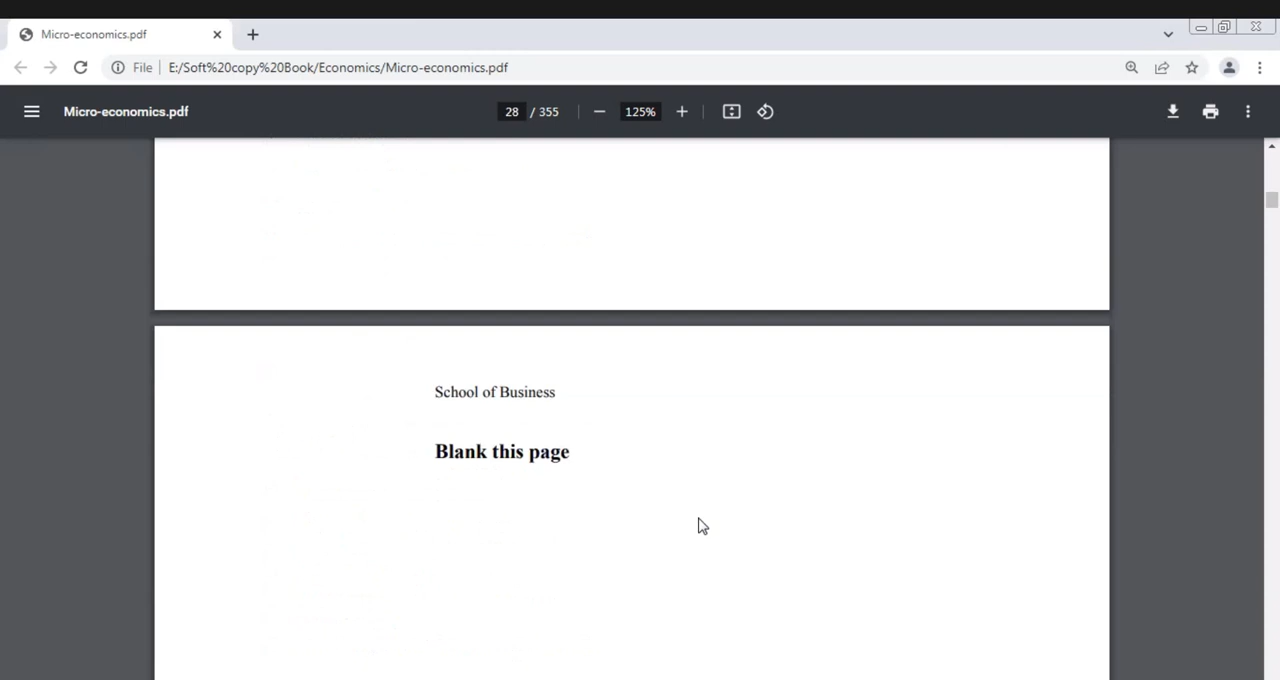 Micro-economics.pdf
File
E:/Soft%20copy%20Book/Economics/Micro-economics.pdf
Micro-economics.pdf
28 / 355
125%
School of Business
Blank this page